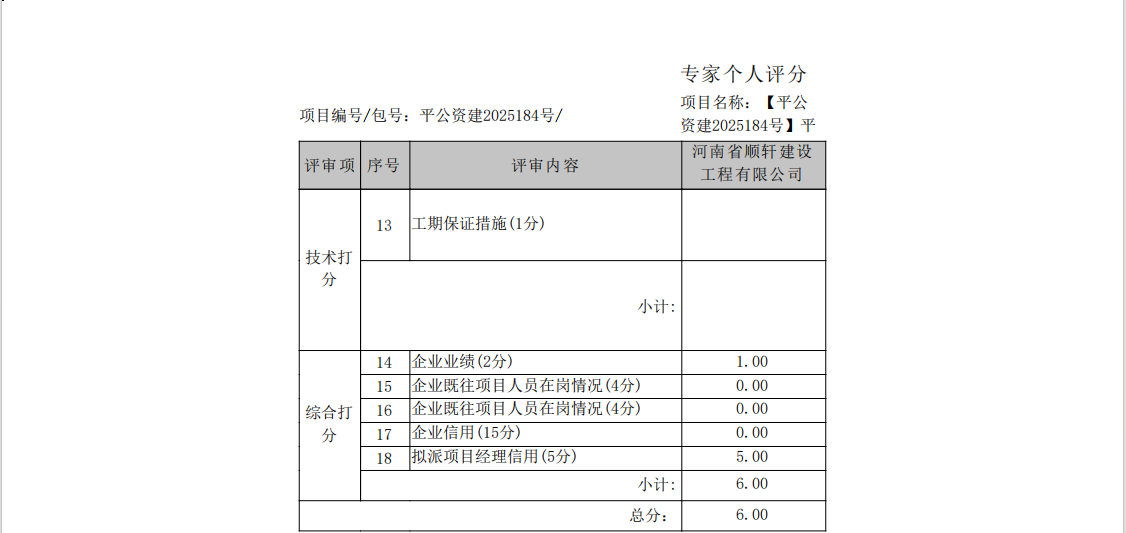 专家个人评分
项目编号/包号: 平公资建2025184号/
项目名称: 【平公
资建2025184号】平
评审项 序号 评审内容 河南省顺轩建设
工程有限公司
技术打
分
13 工期保证措施(1分)
小计:
综合打
分
14 企业业绩(2分) 1.00
15 企业既往项目人员在岗情况(4分) 0.00
16 企业既往项目人员在岗情况(4分) 0.00
17 企业信用(15分) 0.00
18 拟派项目经理信用(5分) 5.00
小计: 6.00
总分: 6.00